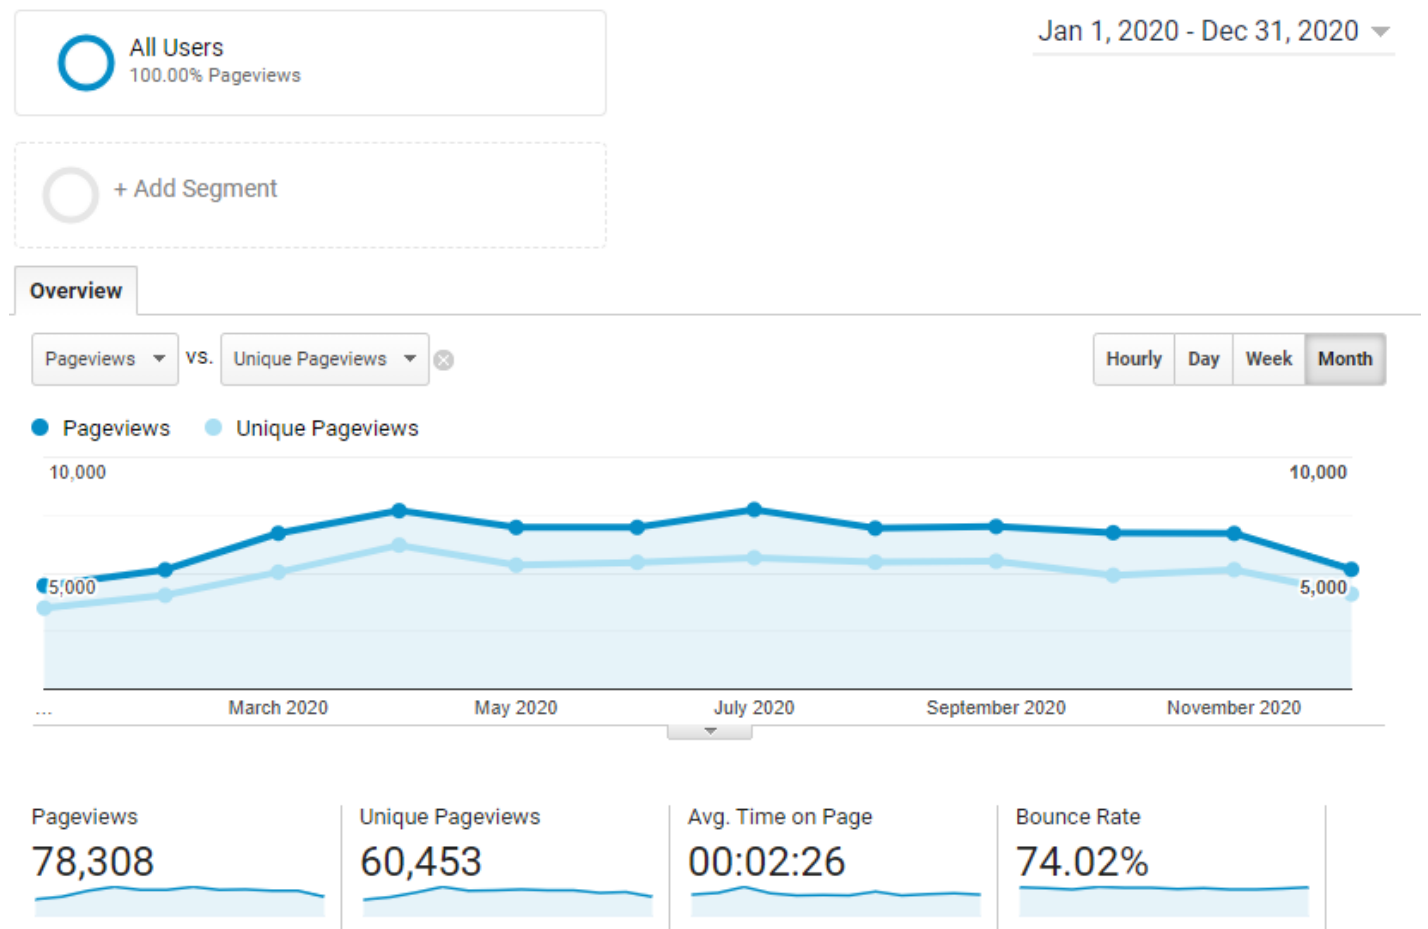 All Users
100.00% Pageviews
Jan 1, 2020 - Dec 31, 2020
+ Add Segment
Overview
Pageviews vs. Unique Pageviews
Hourly Day Week Month
Pageviews Unique Pageviews
10,000 10,000
5,000 5,000
... March 2020 May 2020 July 2020 September 2020 November 2020
Pageviews Unique Pageviews Avg. Time on Page Bounce Rate
78,308 60,453 00:02:26 74.02%